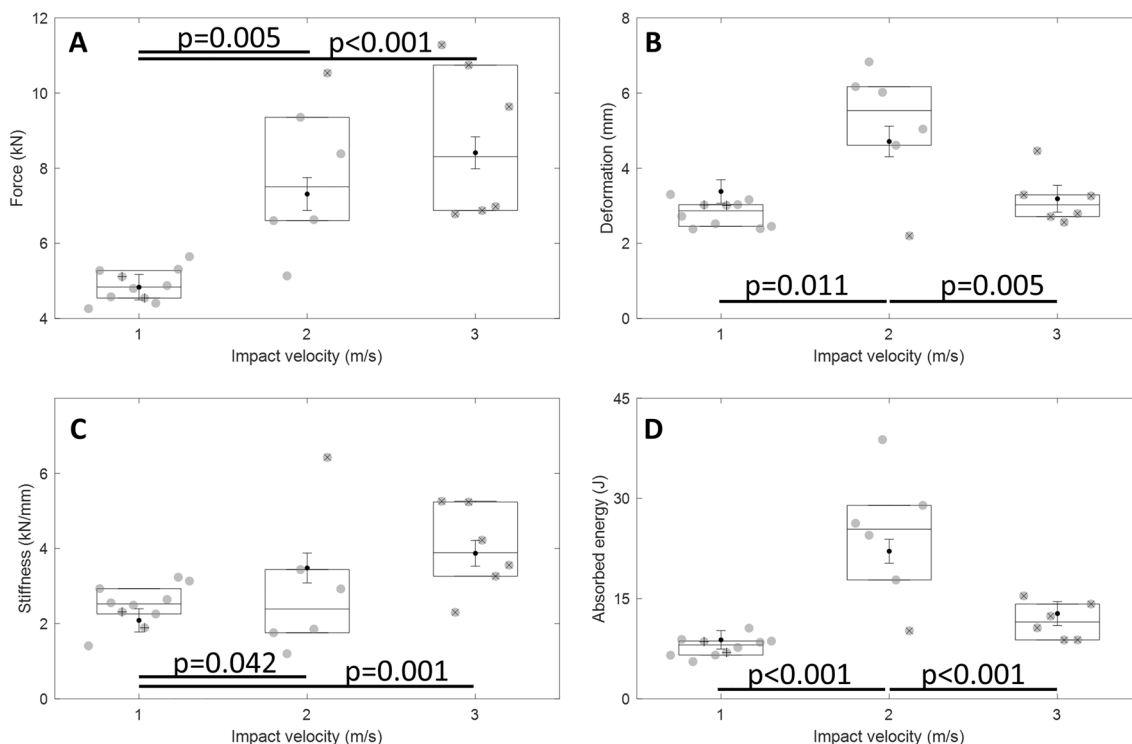 A
p=0.005
p<0.001
12
10
8
6
4
Force (kN)
1 2 3
Impact velocity (m/s)
B
8
6
4
2
0
Deformation (mm)
p=0.011 p=0.005
1 2 3
Impact velocity (m/s)
C
6
4
2
0
Stiffness (kN/mm)
p=0.042
p=0.001
1 2 3
Impact velocity (m/s)
D
45
30
15
0
Absorbed energy (J)
p<0.001 p<0.001
1 2 3
Impact velocity (m/s)